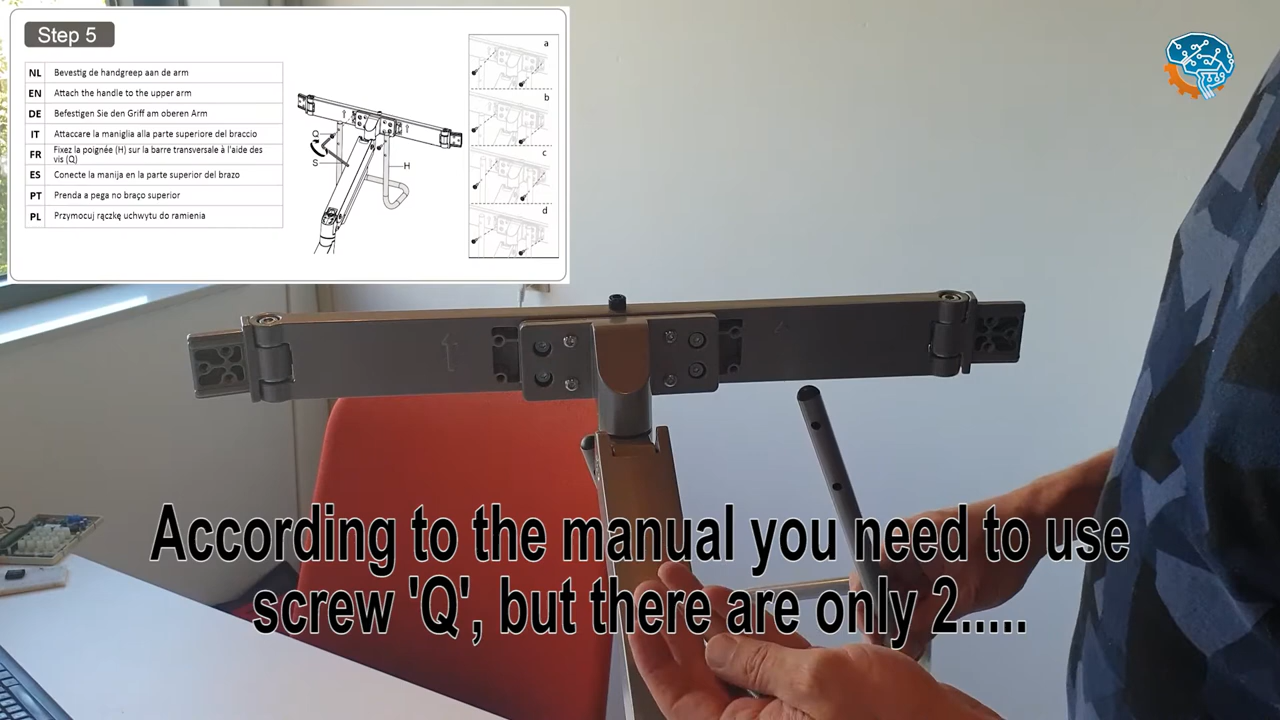 Step 5
NL Bevestig de handgreep aan de arm
EN Attach the handle to the upper arm
DE Befestigen Sie den Griff am oberen Arm
IT Attaccare la maniglia alla parte superiore del braccio
FR Fixez la poignée (H) sur la barre transversale à l'aide des
vis (Q)
ES Conecte la manija en la parte superior del brazo
PT Prenda a pega no braço superior
PL Przymocuj rączkę uchwytu do ramienia
Q
S
H
a
b
c
d
According to the manual you need to use
screw 'Q', but there are only 2.....